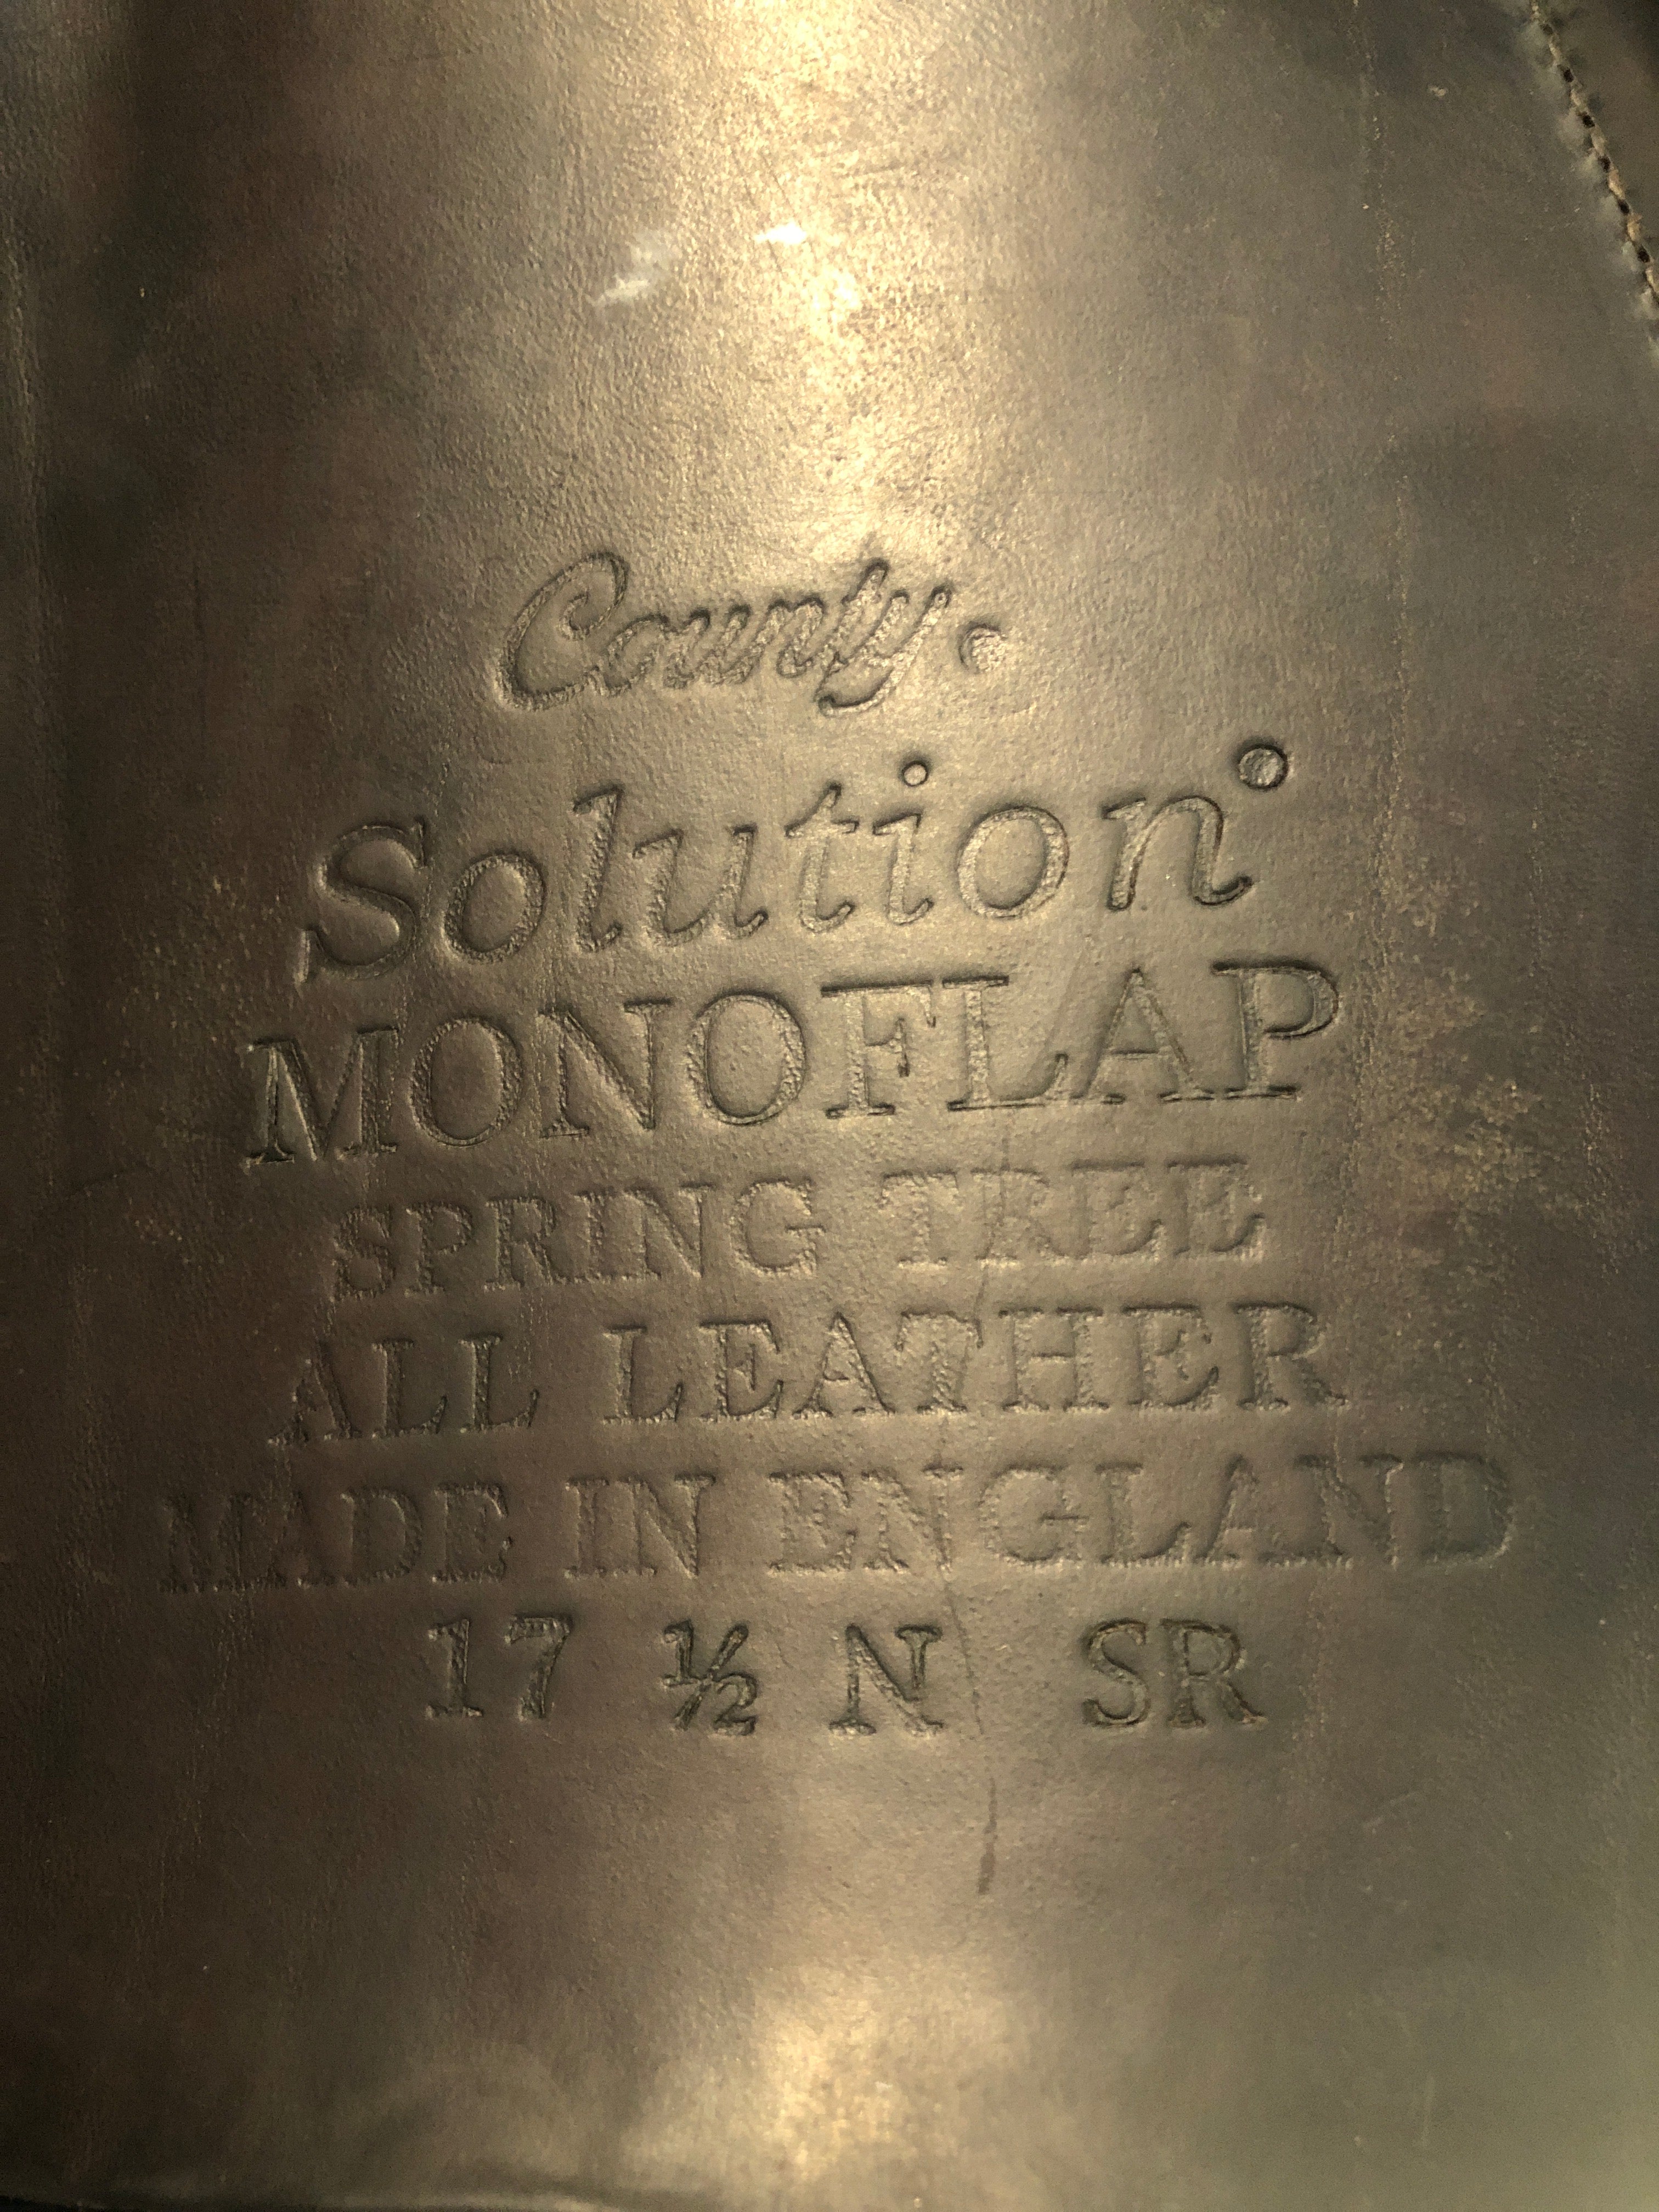 County.
Solution
MONOFLAP
SPRING TREE
ALL LEATHER
MADE IN ENGLAND
17 ½ N SR